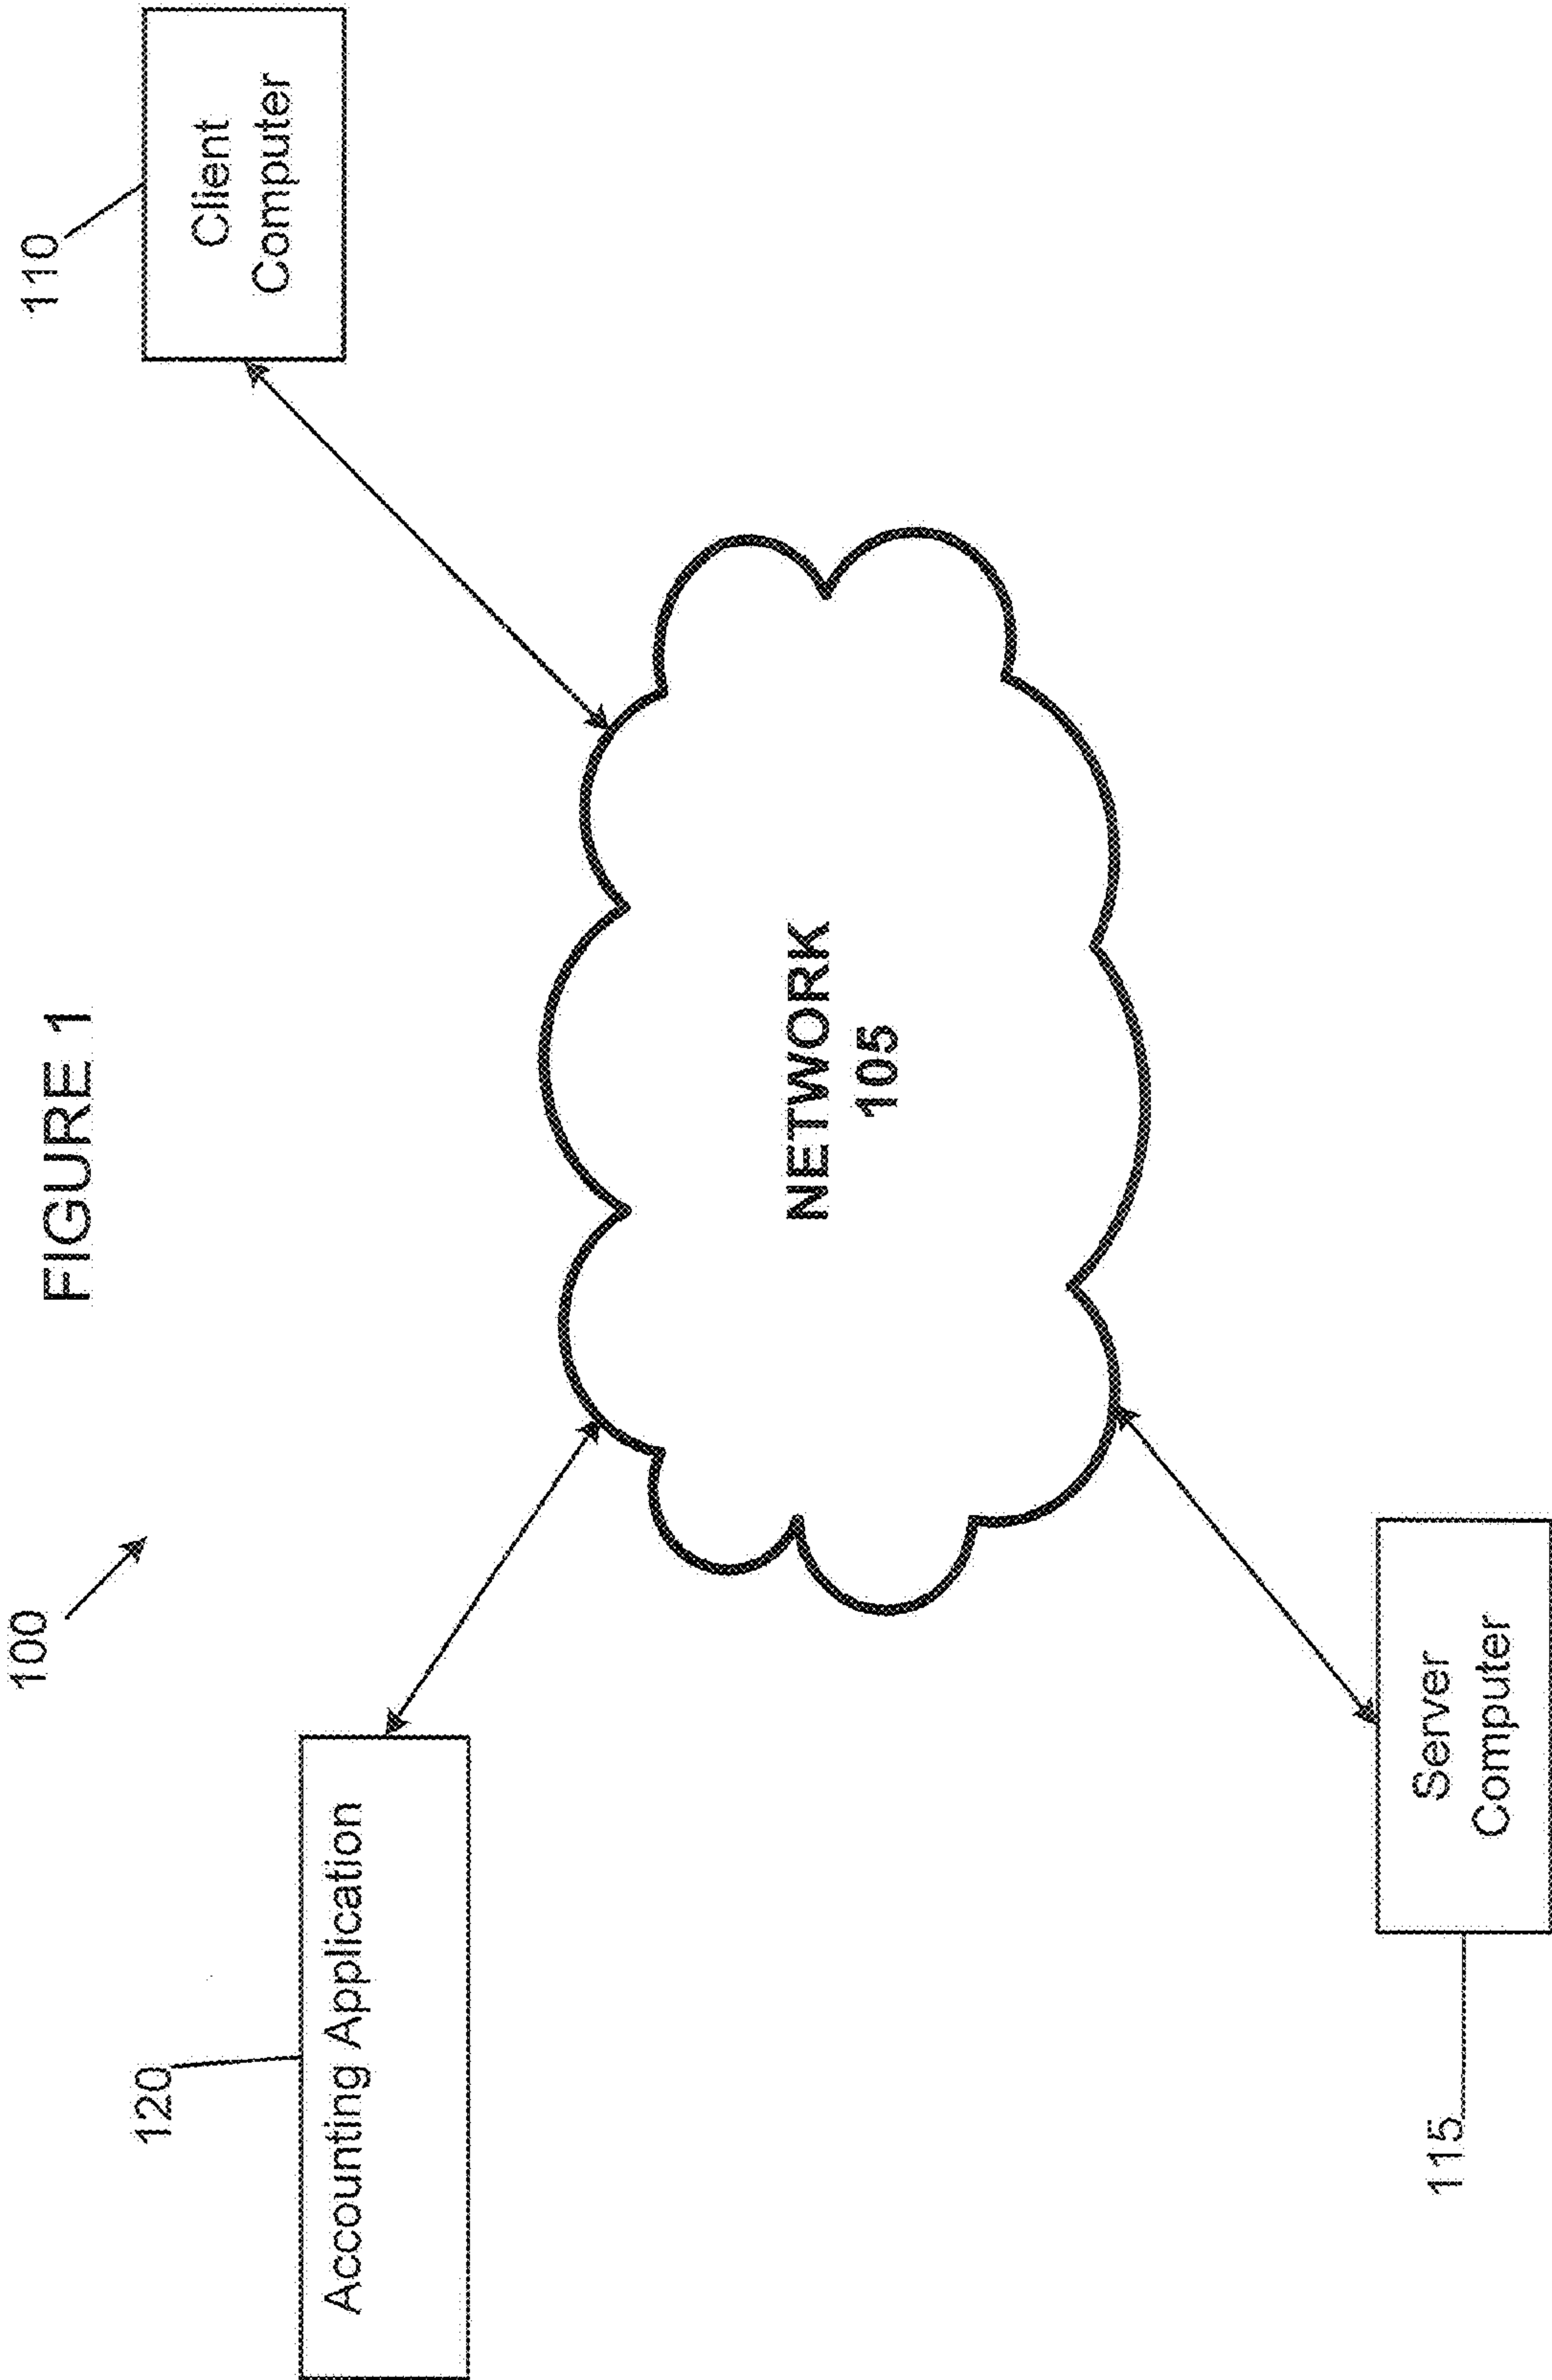 FIGURE 1
100
110
120
Client
Computer
Accounting Application
NETWORK
105
Server
Computer
115